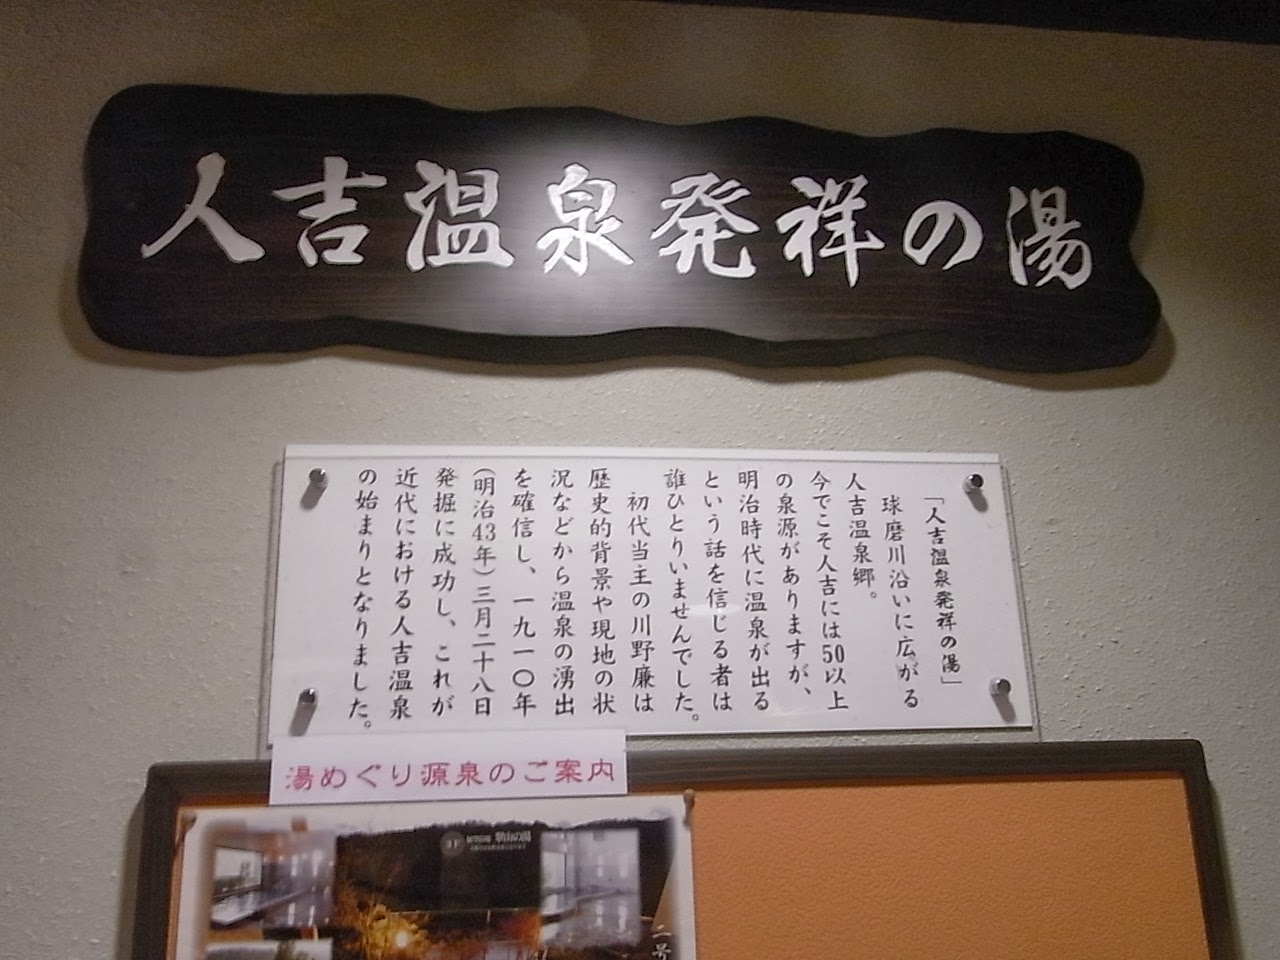 人吉温泉発祥の湯
「人吉温泉発祥の湯」
球磨川沿いに広がる
人吉温泉郷。
今でこそ人吉には50以上
の泉源がありますが、
明治時代に温泉が出る
という話を信じる者は
誰ひとりいませんでした。
初代当主の川野廉は
歴史的背景や現地の状
況などから温泉の湧出
を確信し、一九一〇年
(明治43年)三月二十八日
発掘に成功し、これが
近代における人吉温泉
の始まりとなりました。
湯めぐり源泉のご案内
二号